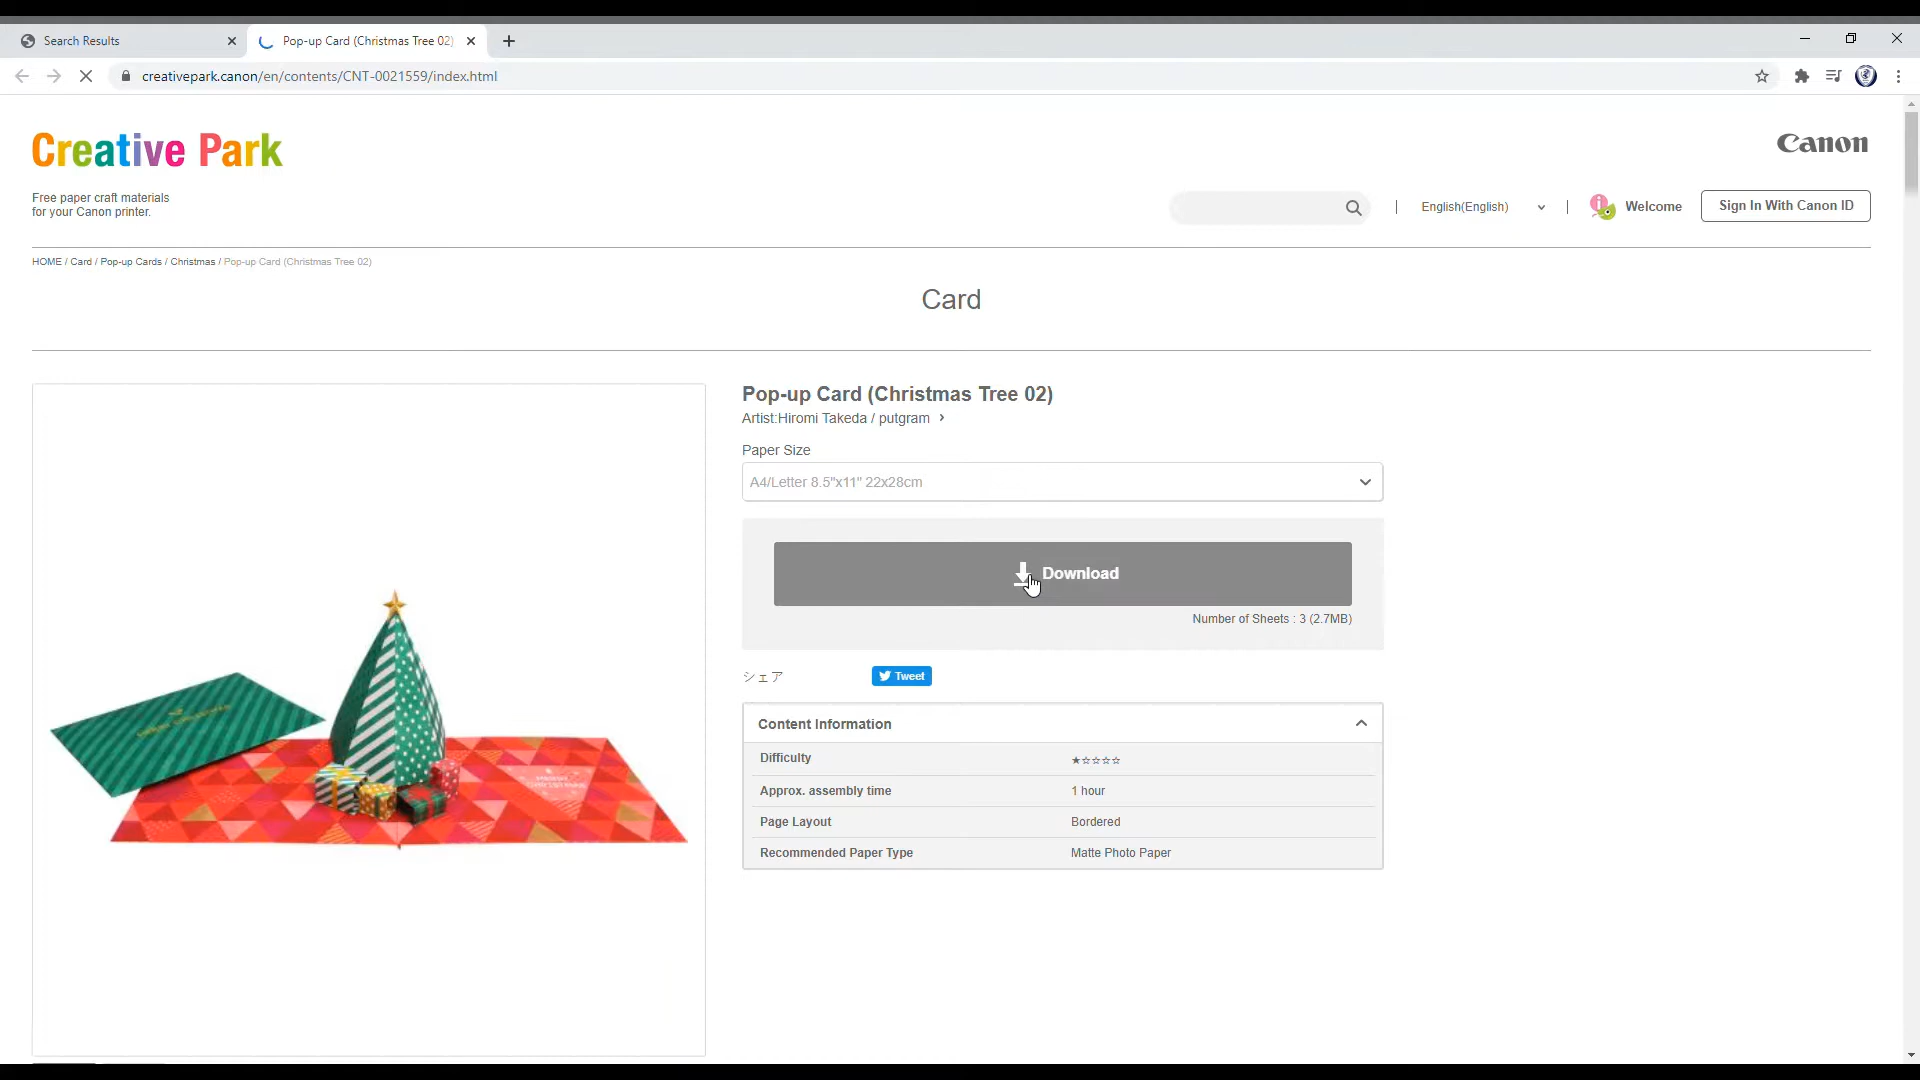 Search Results
Pop-up Card (Christmas Tree 02)
creativepark.canon/en/contents/CNT-0021559/index.html
Creative Park
Canon
Free paper craft materials
for your Canon printer.
English(English)
Welcome
Sign In With Canon ID
HOME / Card / Pop-up Cards / Christmas / Pop-up Card (Christmas Tree 02)
Card
Pop-up Card (Christmas Tree 02)
Artist:Hiromi Takeda / putgram
Paper Size
A4/Letter 8.5"x11" 22x28cm
Download
Number of Sheets : 3 (2.7MB)
シェア
Tweet
Content Information
Difficulty ★☆☆☆☆
Approx. assembly time 1 hour
Page Layout Bordered
Recommended Paper Type Matte Photo Paper
MERRY CHRISTMAS